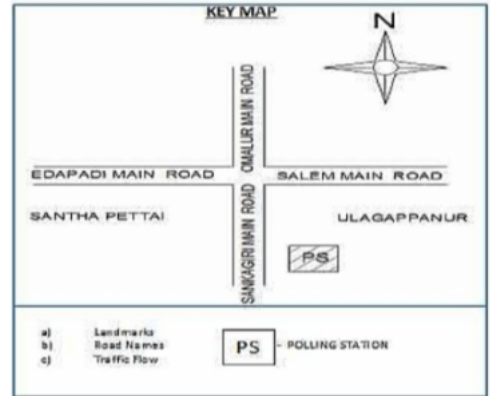 KEY MAP
N
OMALUR MAIN ROAD
EDAPADI MAIN ROAD
SALEM MAIN ROAD
SANTHA PETTAI
SANKAGIRI MAIN ROAD
ULAGAPPANUR
PS
a) Landmarks
b) Road Names
c) Traffic Flow
PS - POLLING STATION